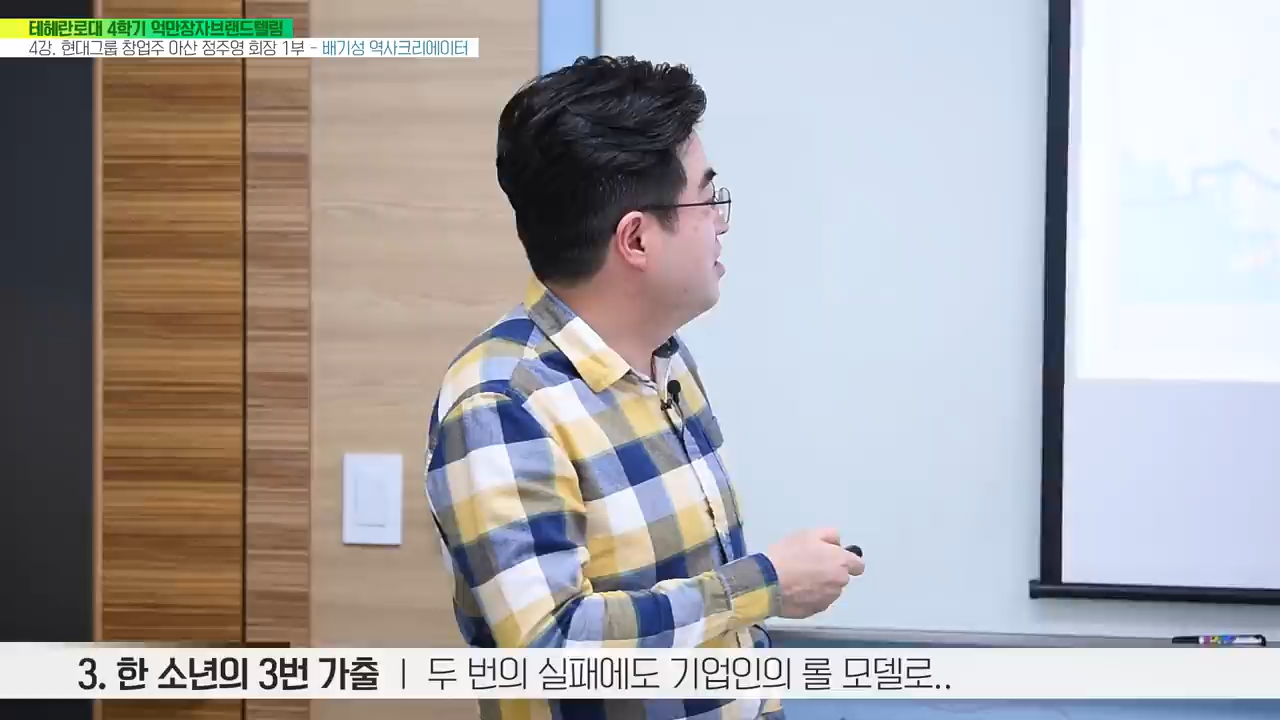 테헤란로대 4학기 억만장자브랜드텔링
4강. 현대그룹 창업주 아산 정주영 회장 1부 - 배기성 역사크리에이터
3. 한 소년의 3번 가출 | 두 번의 실패에도 기업인의 롤 모델로..